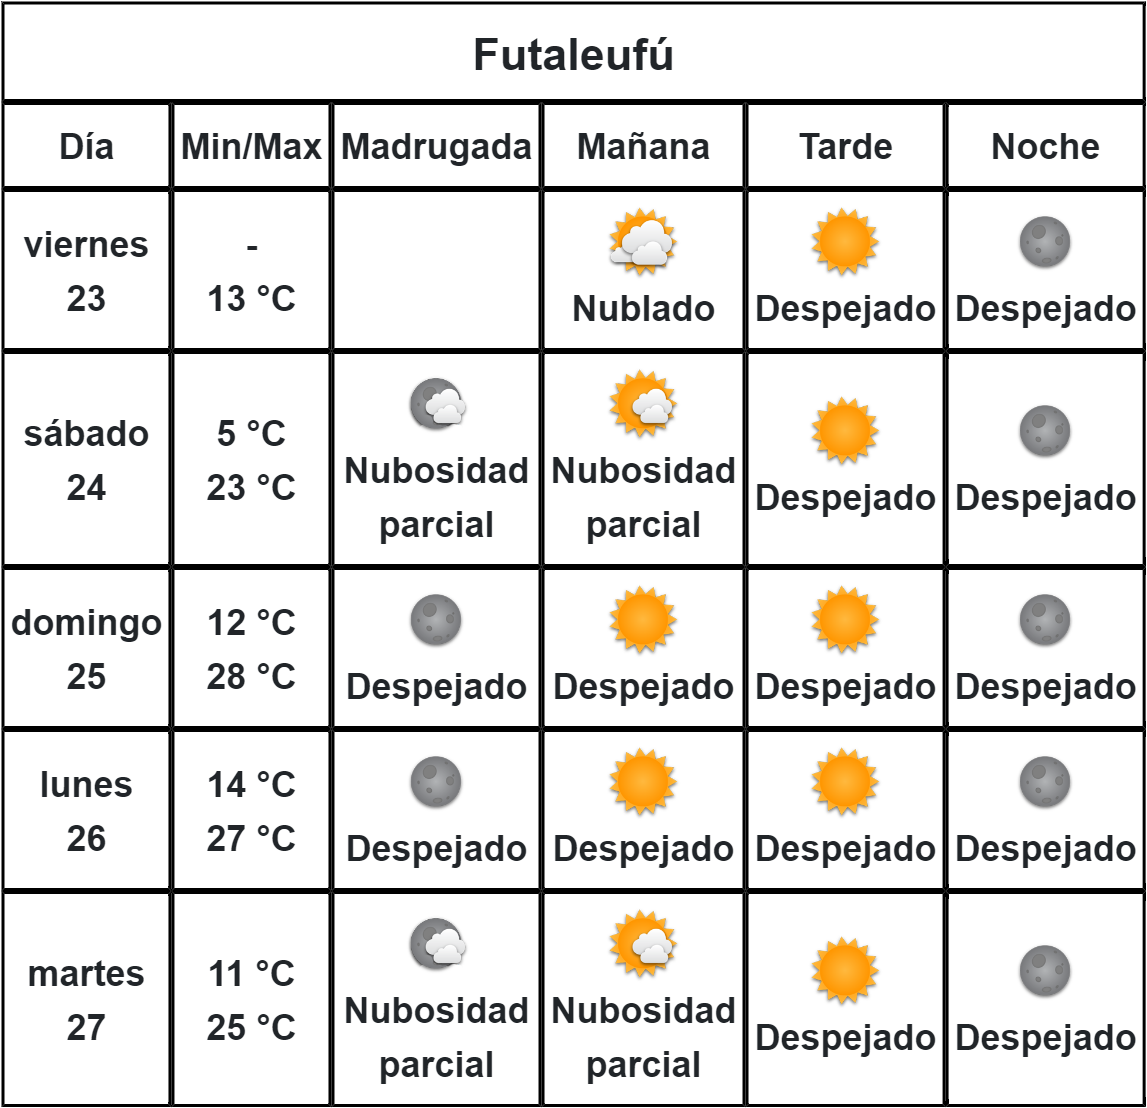 Futaleufú
Día Min/Max Madrugada Mañana Tarde Noche
viernes
23
-
13 °C
Nublado
Despejado
Despejado
sábado
24
5 °C
23 °C
Nubosidad
parcial
Nubosidad
parcial
Despejado
Despejado
domingo
25
12 °C
28 °C
Despejado
Despejado
Despejado
Despejado
lunes
26
14 °C
27 °C
Despejado
Despejado
Despejado
Despejado
martes
27
11 °C
25 °C
Nubosidad
parcial
Nubosidad
parcial
Despejado
Despejado